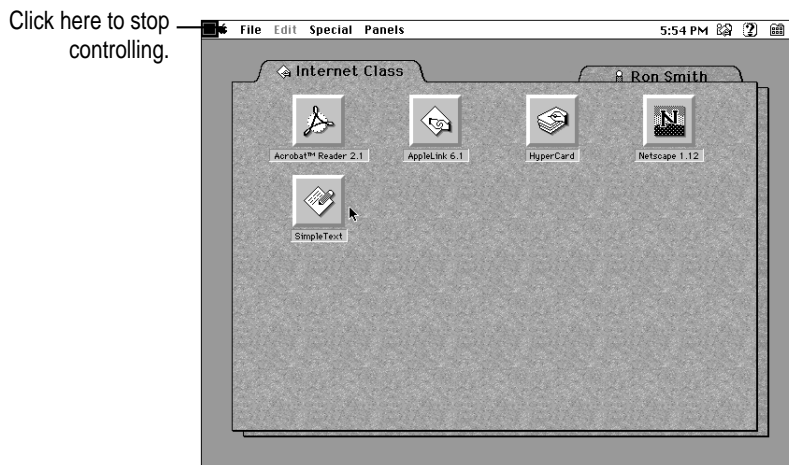 Click here to stop
controlling.
File Edit Special Panels 5:54 PM
Internet Class
Ron Smith
Acrobat™ Reader 2.1 AppleLink 6.1 HyperCard Netscape 1.12
SimpleText